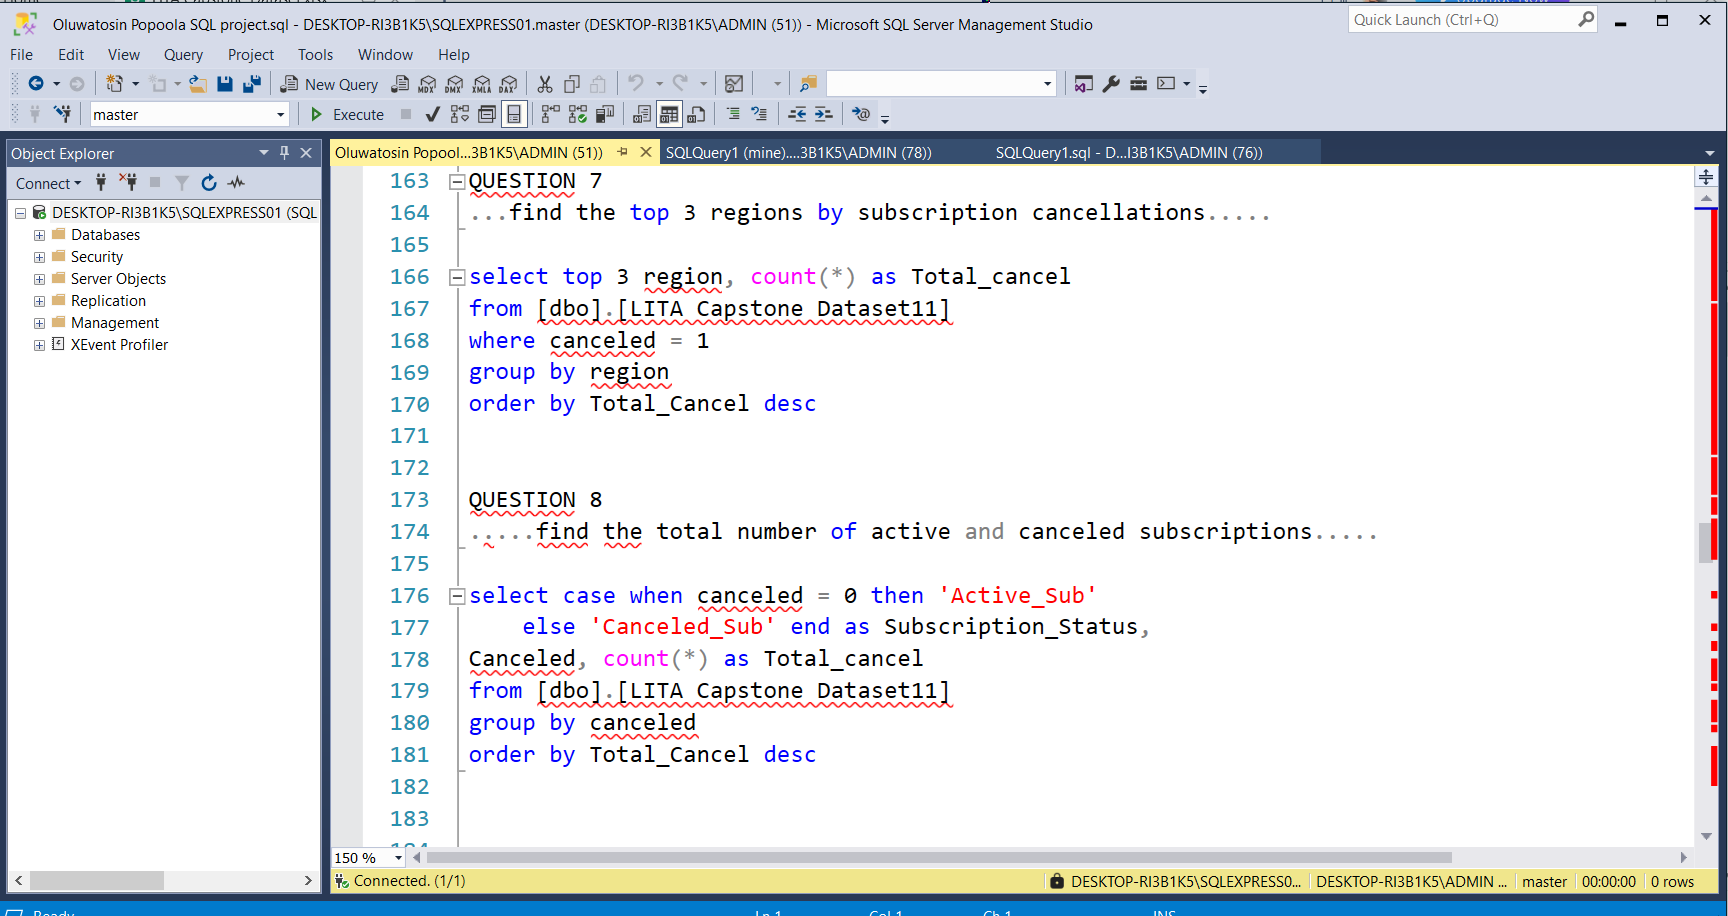 Oluwatosin Popoola SQL project.sql - DESKTOP-RI3B1K5\SQLEXPRESS01.master (DESKTOP-RI3B1K5\ADMIN (51)) - Microsoft SQL Server Management Studio
Quick Launch (Ctrl+Q)
File Edit View Query Project Tools Window Help
New Query MDX DMX XMLA DAX
master Execute
Object Explorer
Oluwatosin Popool...3B1K5\ADMIN (51)) SQLQuery1 (mine)....3B1K5\ADMIN (78)) SQLQuery1.sql - D...I3B1K5\ADMIN (76))
Connect
DESKTOP-RI3B1K5\SQLEXPRESS01 (SQL
Databases
Security
Server Objects
Replication
Management
XEvent Profiler
163 QUESTION 7
164 ...find the top 3 regions by subscription cancellations.....
165
166 select top 3 region, count(*) as Total_cancel
167 from [dbo].[LITA Capstone Dataset11]
168 where canceled = 1
169 group by region
170 order by Total_Cancel desc
171
172
173 QUESTION 8
174 .....find the total number of active and canceled subscriptions.....
175
176 select case when canceled = 0 then 'Active_Sub'
177 else 'Canceled_Sub' end as Subscription_Status,
178 Canceled, count(*) as Total_cancel
179 from [dbo].[LITA Capstone Dataset11]
180 group by canceled
181 order by Total_Cancel desc
182
183
184
150 %
Connected. (1/1) DESKTOP-RI3B1K5\SQLEXPRESS0... DESKTOP-RI3B1K5\ADMIN ... master 00:00:00 0 rows
Ready Ln 1 Col 1 Ch 1 INS